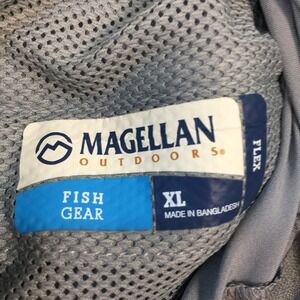 MAGELLAN
OUTDOORS®
FLEX
FISH
GEAR
XL
MADE IN BANGLADESH